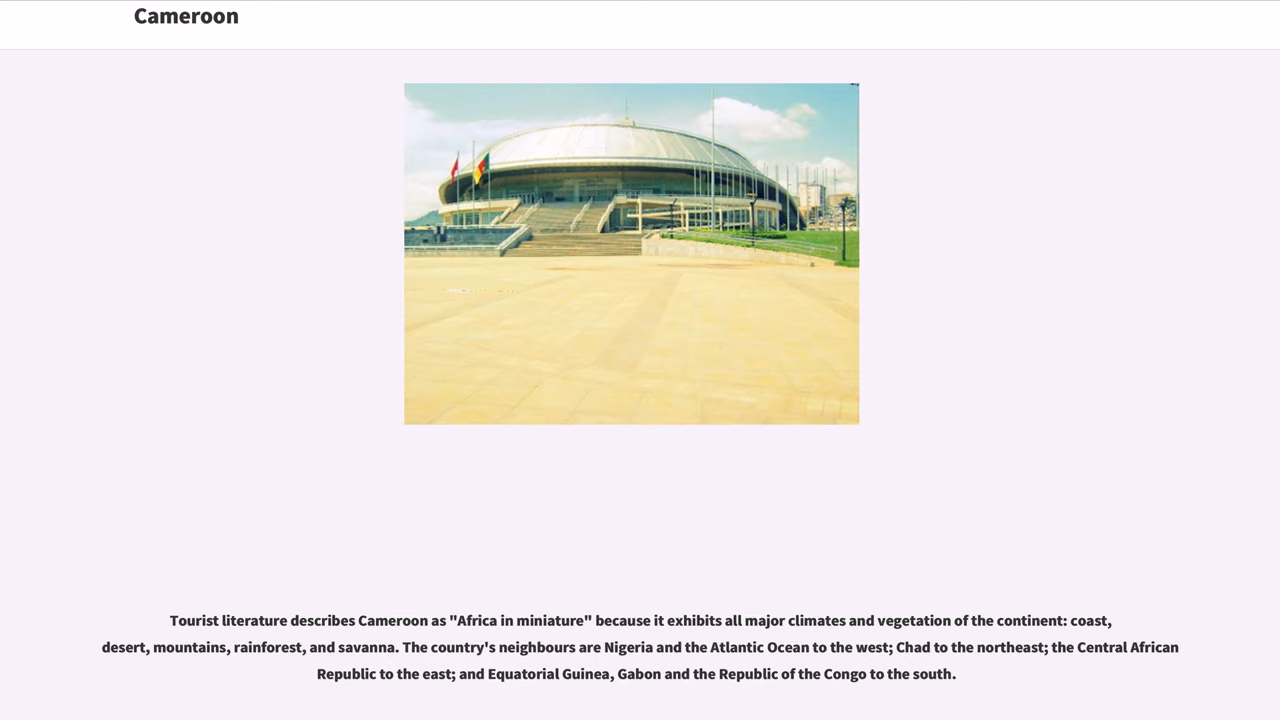 Cameroon
Tourist literature describes Cameroon as "Africa in miniature" because it exhibits all major climates and vegetation of the continent: coast,
desert, mountains, rainforest, and savanna. The country's neighbours are Nigeria and the Atlantic Ocean to the west; Chad to the northeast; the Central African
Republic to the east; and Equatorial Guinea, Gabon and the Republic of the Congo to the south.